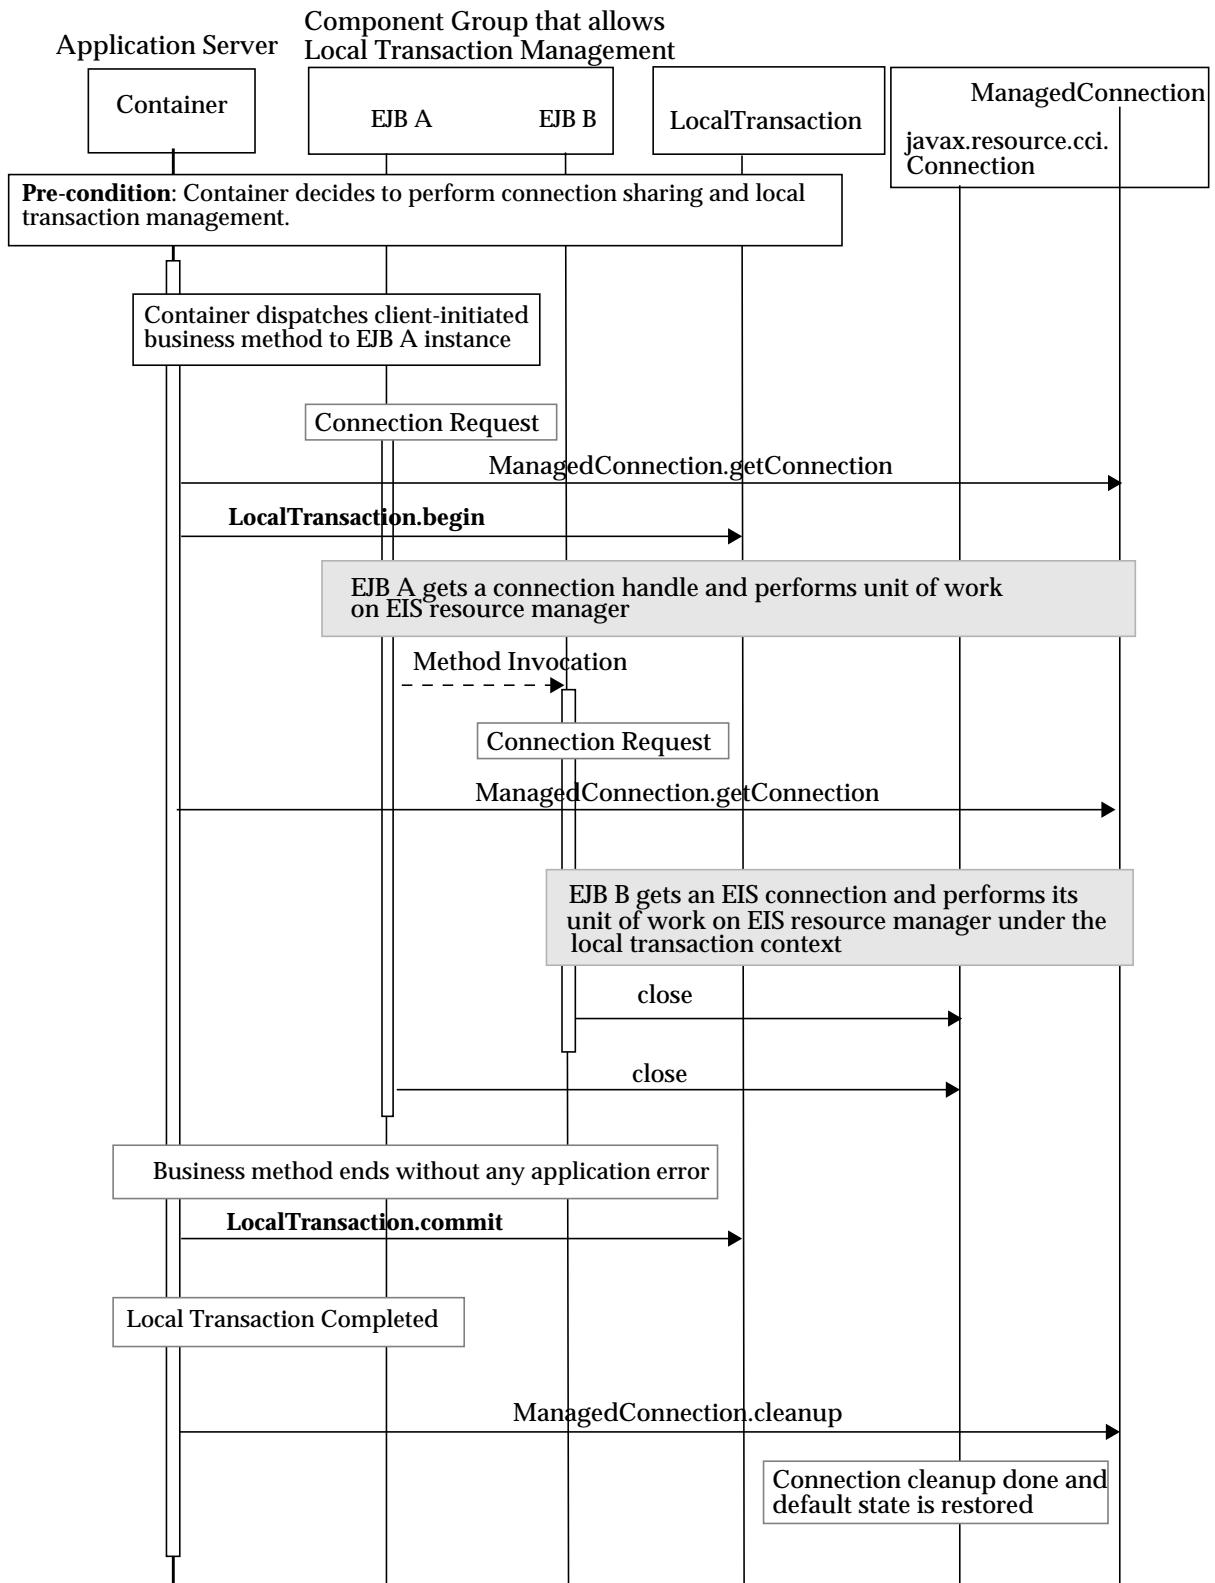 Application Server
Component Group that allows
Local Transaction Management
Container
EJB A
EJB B
LocalTransaction
ManagedConnection
javax.resource.cci.
Connection
Pre-condition: Container decides to perform connection sharing and local
transaction management.
Container dispatches client-initiated
business method to EJB A instance
Connection Request
ManagedConnection.getConnection
LocalTransaction.begin
EJB A gets a connection handle and performs unit of work
on EIS resource manager
Method Invocation
Connection Request
ManagedConnection.getConnection
EJB B gets an EIS connection and performs its
unit of work on EIS resource manager under the
local transaction context
close
close
Business method ends without any application error
LocalTransaction.commit
Local Transaction Completed
ManagedConnection.cleanup
Connection cleanup done and
default state is restored